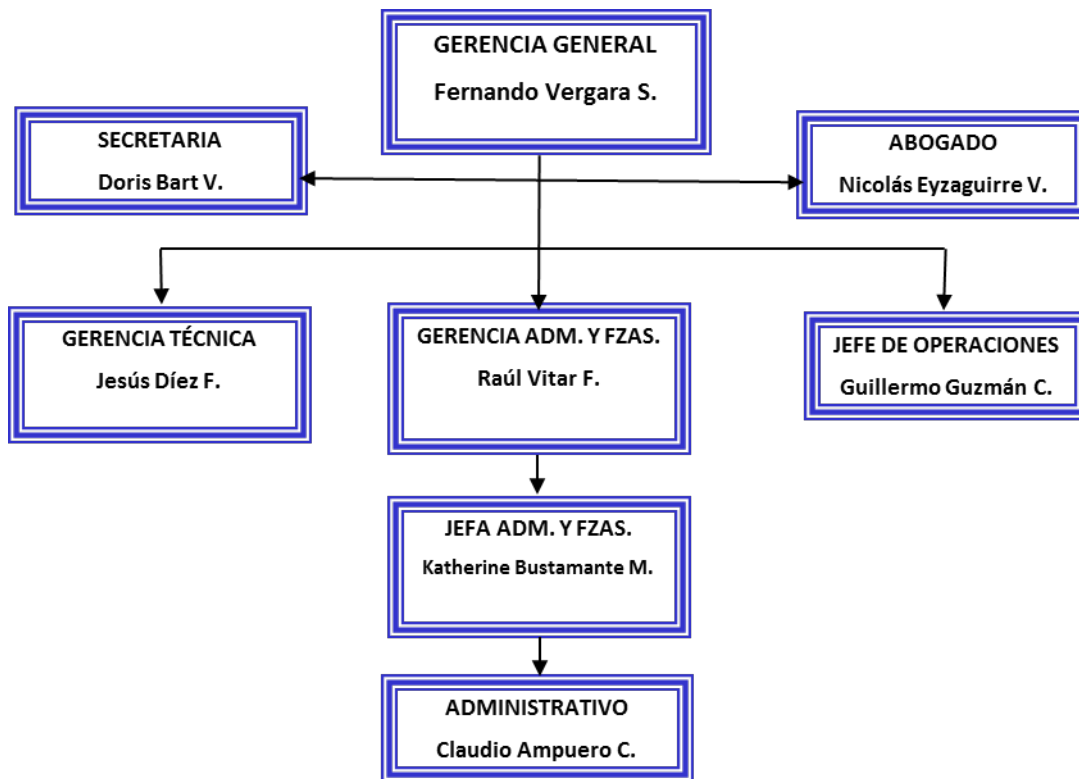 GERENCIA GENERAL
Fernando Vergara S.
SECRETARIA
Doris Bart V.
ABOGADO
Nicolás Eyzaguirre V.
GERENCIA TÉCNICA
Jesús Díez F.
GERENCIA ADM. Y FZAS.
Raúl Vitar F.
JEFE DE OPERACIONES
Guillermo Guzmán C.
JEFA ADM. Y FZAS.
Katherine Bustamante M.
ADMINISTRATIVO
Claudio Ampuero C.